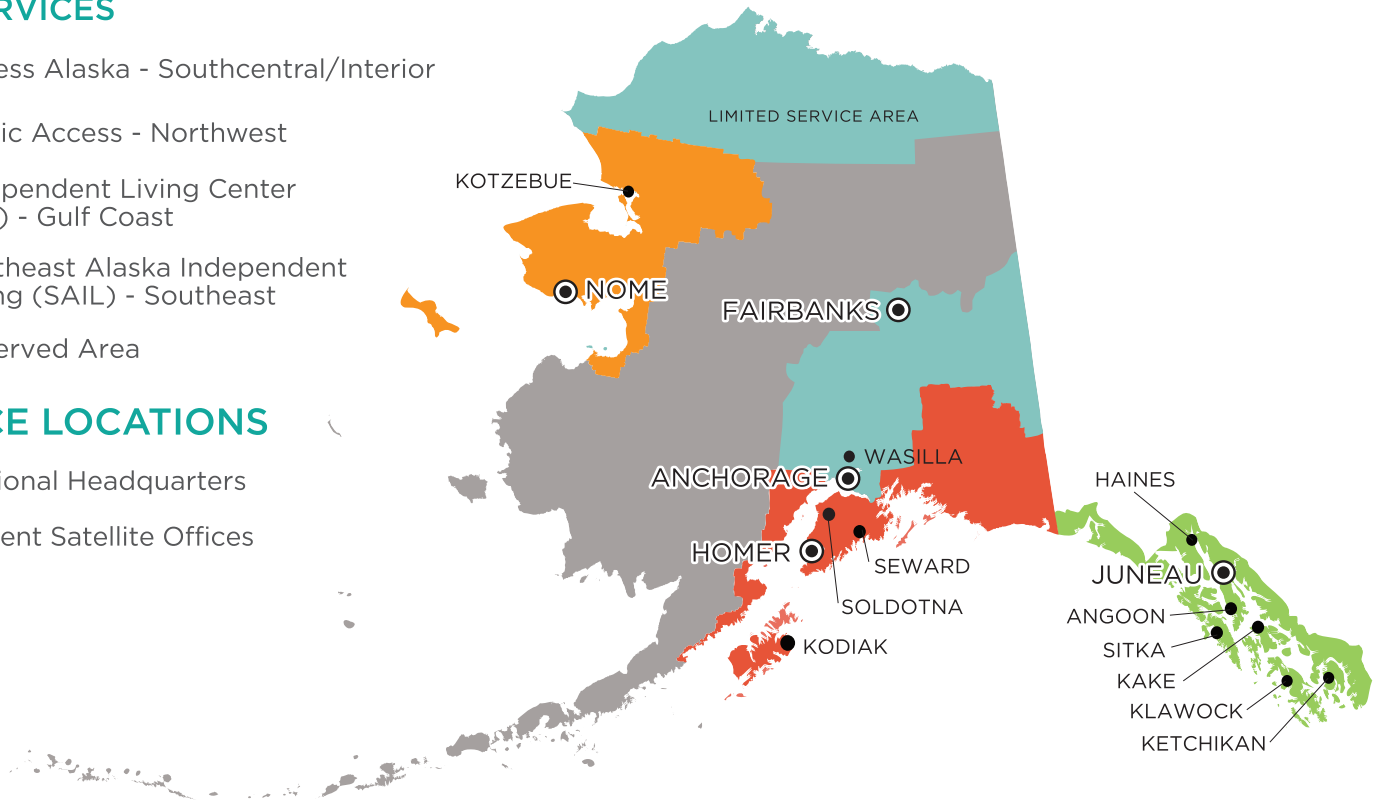 RVICES
ess Alaska - Southcentral/Interior
ic Access - Northwest
pendent Living Center
) - Gulf Coast
theast Alaska Independent
ng (SAIL) - Southeast
erved Area
CE LOCATIONS
ional Headquarters
ent Satellite Offices
LIMITED SERVICE AREA
KOTZEBUE
NOME
FAIRBANKS
WASILLA
ANCHORAGE
HOMER
SEWARD
SOLDOTNA
KODIAK
HAINES
JUNEAU
ANGOON
SITKA
KAKE
KLAWOCK
KETCHIKAN